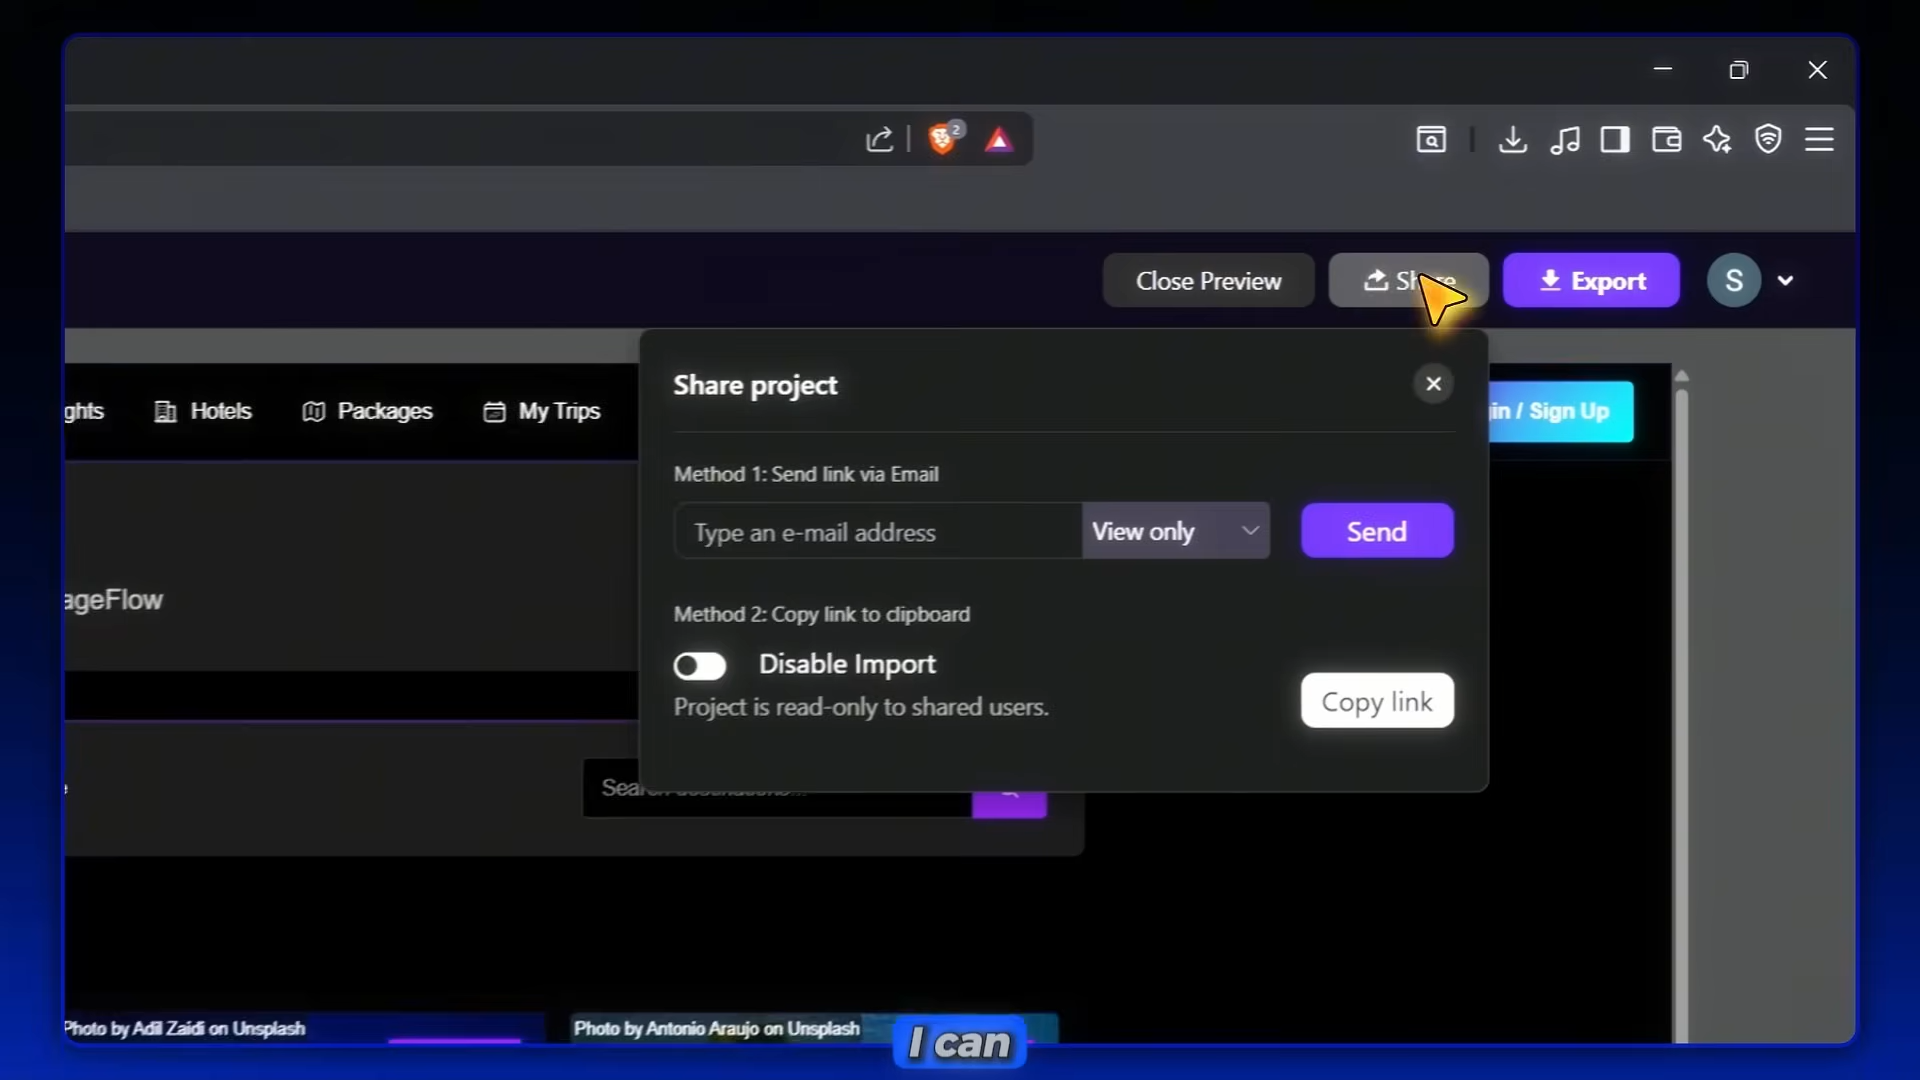 2
Close Preview
Share
Export
S
Share project
ghts
Hotels
Packages
My Trips
in / Sign Up
Method 1: Send link via Email
Type an e-mail address
View only
Send
ageFlow
Method 2: Copy link to clipboard
Disable Import
Project is read-only to shared users.
Copy link
Photo by Adil Zaidi on Unsplash
Photo by Antonio Araujo on Unsplash
I can